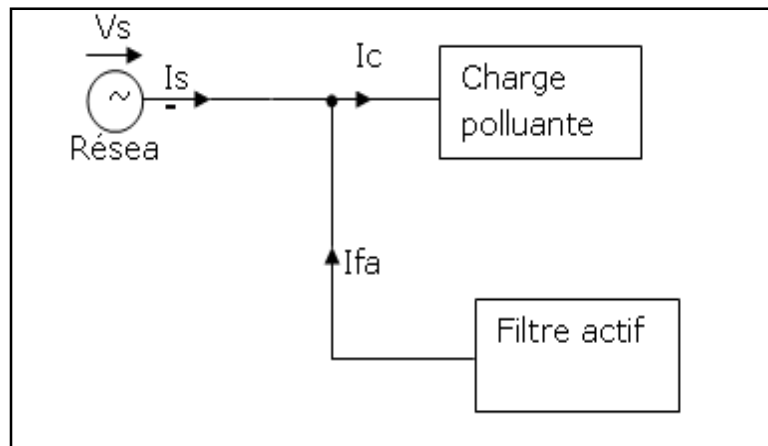 Vs
Is
Ic
Charge
polluante
~
Résea
Ifa
Filtre actif